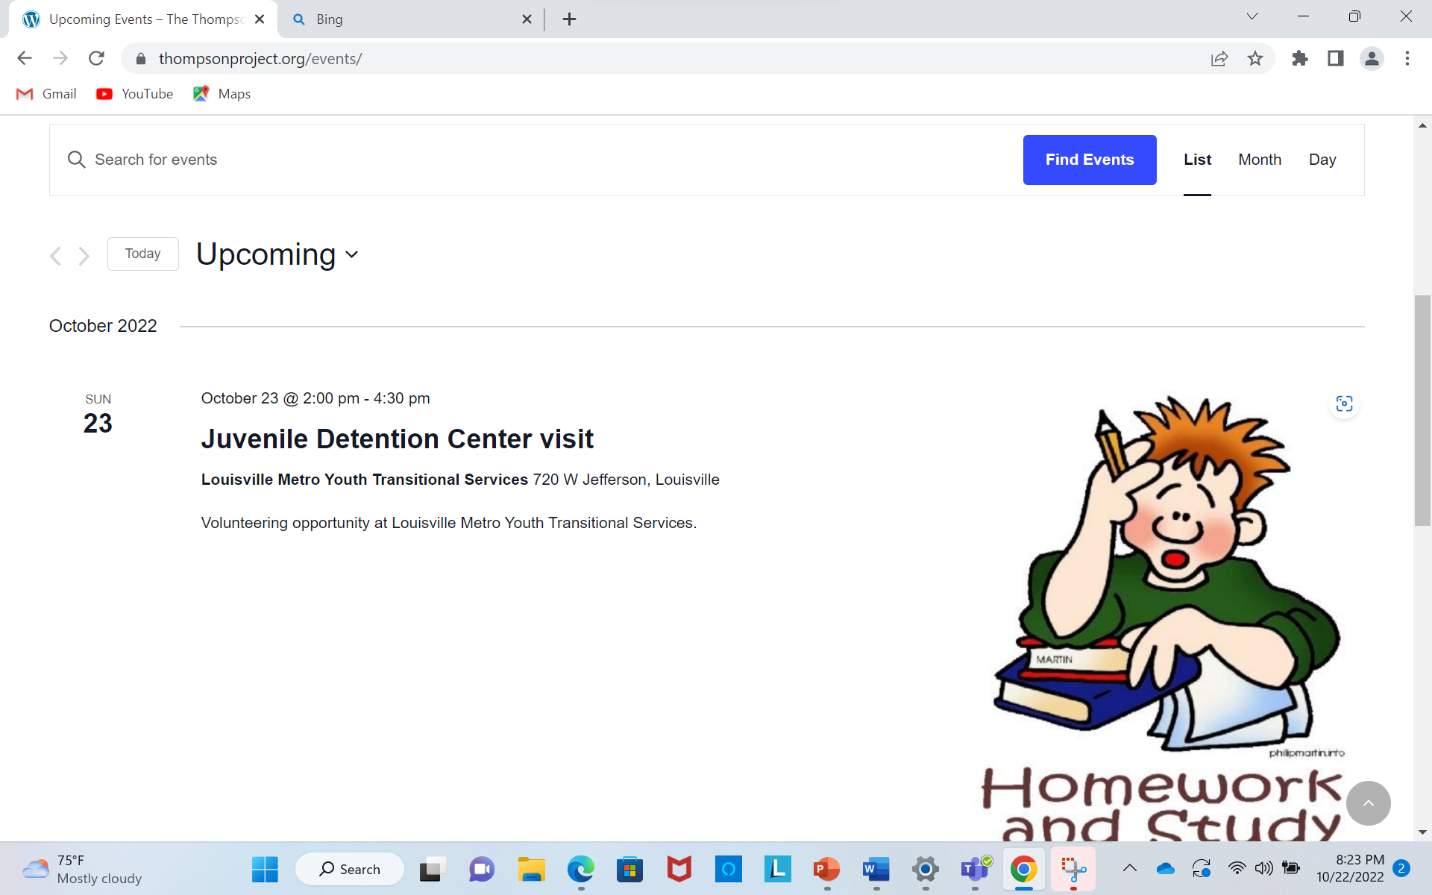 Upcoming Events – The Thompso
Bing
thompsonproject.org/events/
Gmail
YouTube
Maps
Search for events
Find Events
List
Month
Day
Today
Upcoming
October 2022
SUN
23
October 23 @ 2:00 pm - 4:30 pm
Juvenile Detention Center visit
Louisville Metro Youth Transitional Services 720 W Jefferson, Louisville
Volunteering opportunity at Louisville Metro Youth Transitional Services.
MARTIN
philipmartin.info
Homework
and Study
75°F
Mostly cloudy
Search
8:23 PM
10/22/2022
2